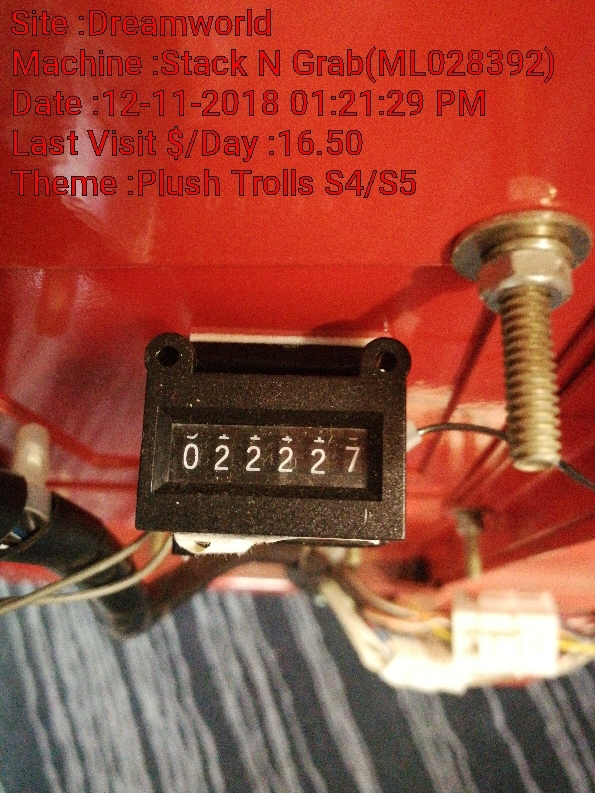 Site :Dreamworld
Machine :Stack N Grab(ML028392)
Date :12-11-2018 01:21:29 PM
Last Visit $/Day :16.50
Theme :Plush Trolls S4/S5
022227